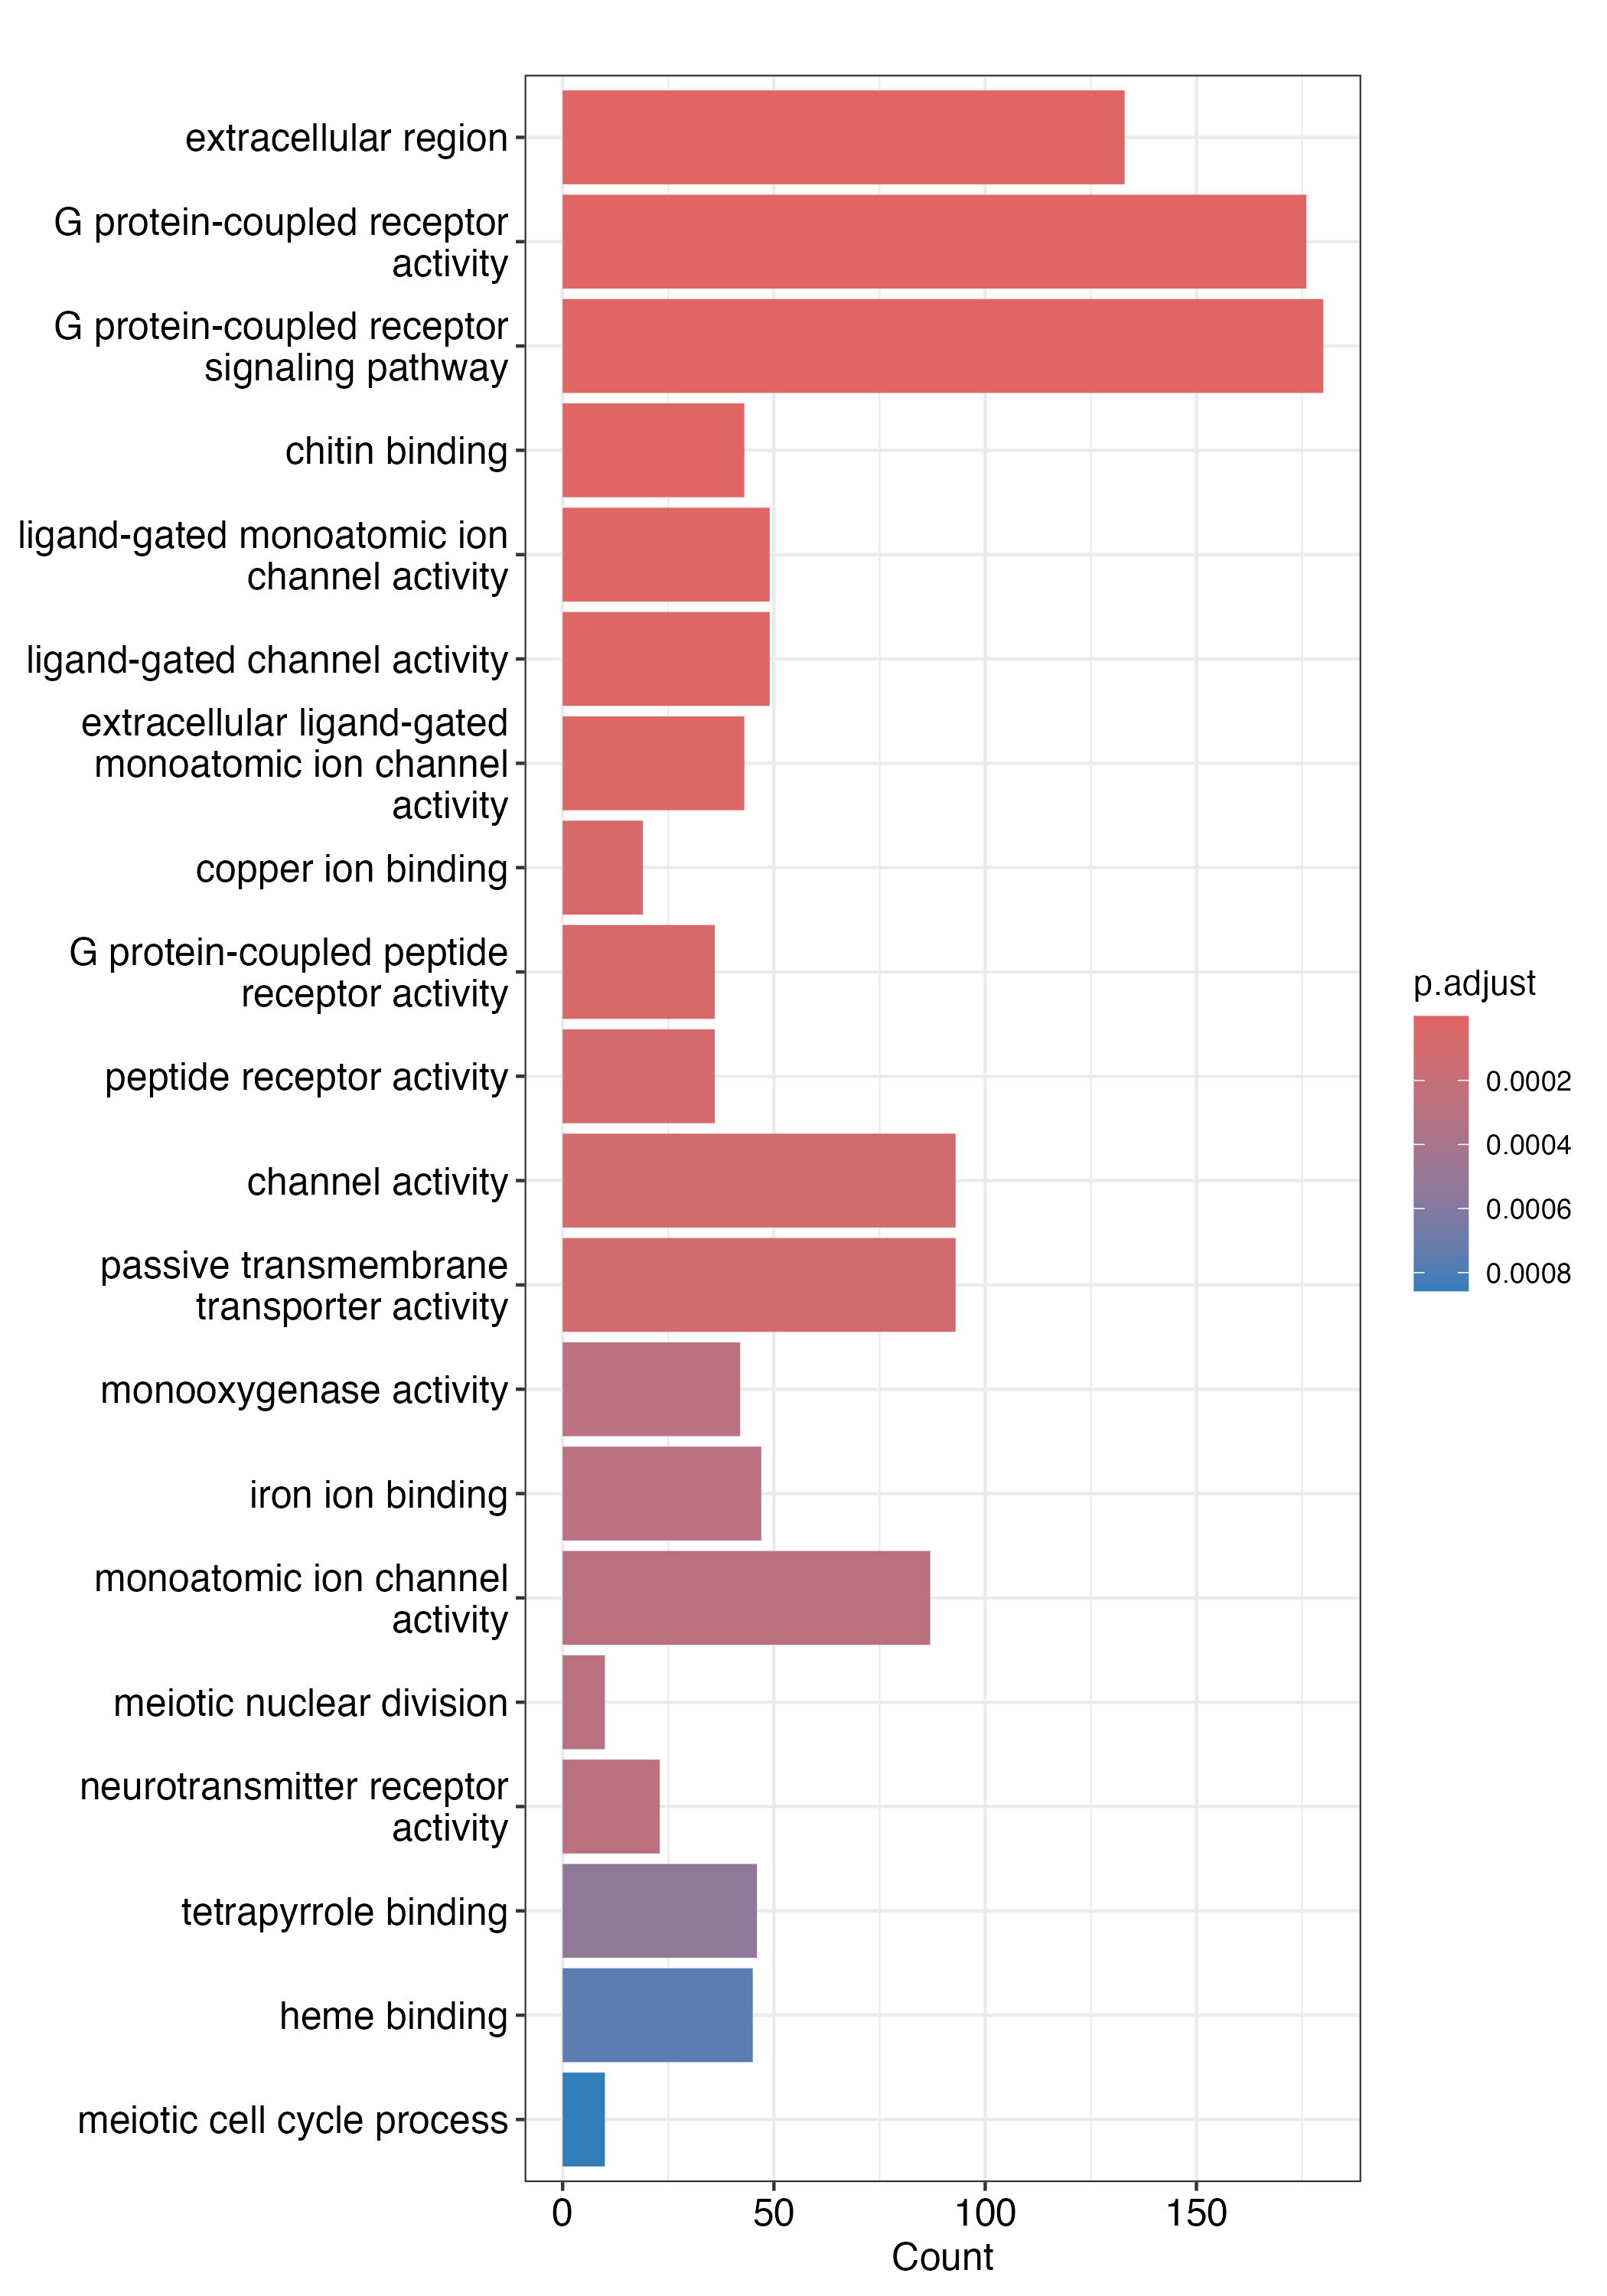 extracellular region
G protein-coupled receptor
activity
G protein-coupled receptor
signaling pathway
chitin binding
ligand-gated monoatomic ion
channel activity
ligand-gated channel activity
extracellular ligand-gated
monoatomic ion channel
activity
copper ion binding
G protein-coupled peptide
receptor activity
peptide receptor activity
channel activity
passive transmembrane
transporter activity
monooxygenase activity
iron ion binding
monoatomic ion channel
activity
meiotic nuclear division
neurotransmitter receptor
activity
tetrapyrrole binding
heme binding
meiotic cell cycle process
0 50 100 150
Count
p.adjust
0.0002
0.0004
0.0006
0.0008